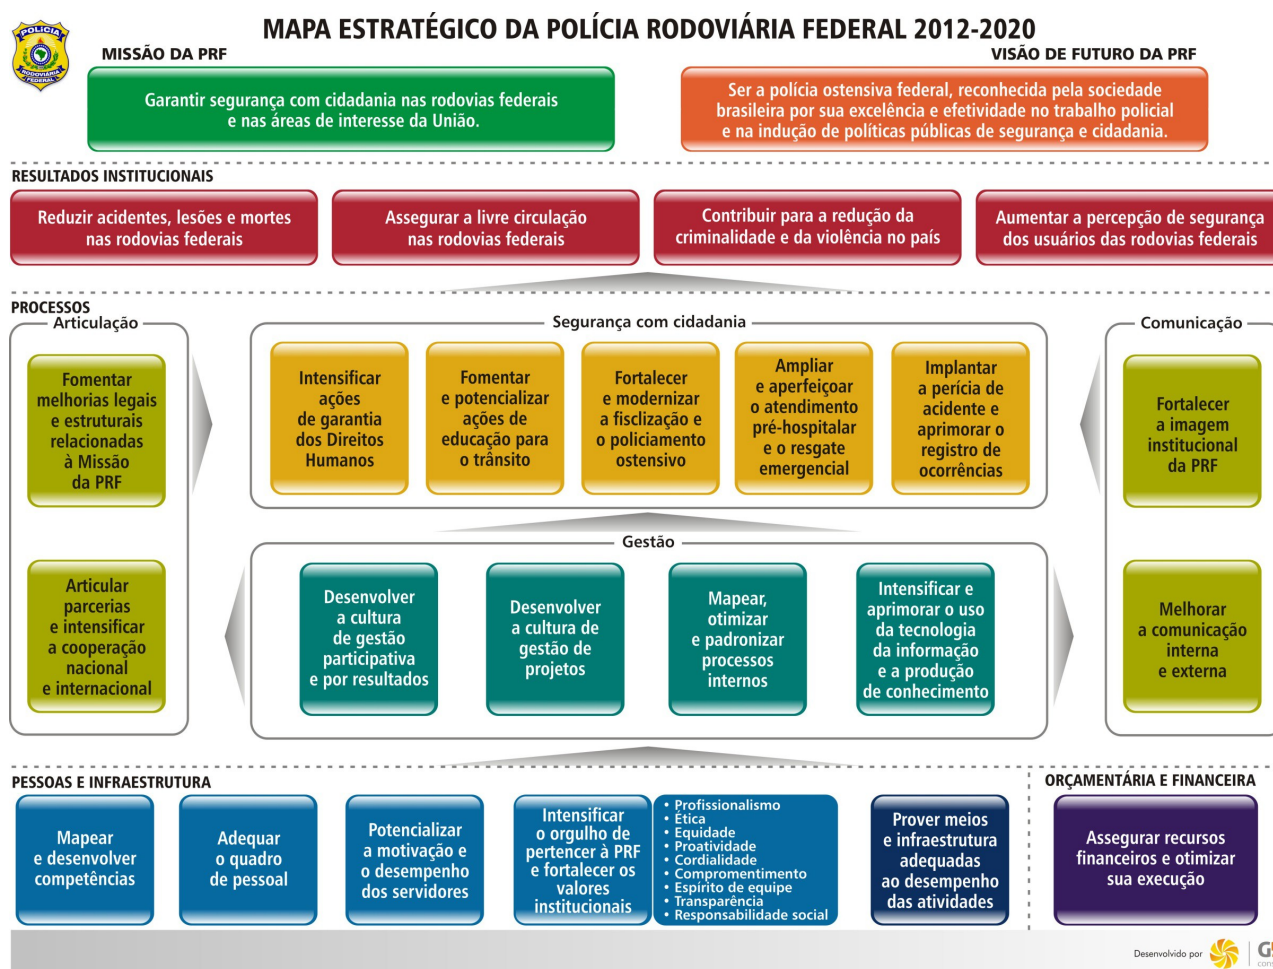 MAPA ESTRATÉGICO DA POLÍCIA RODOVIÁRIA FEDERAL 2012-2020
POLÍCIA
RODOVIÁRIA
FEDERAL
MISSÃO DA PRF
Garantir segurança com cidadania nas rodovias federais
e nas áreas de interesse da União.
VISÃO DE FUTURO DA PRF
Ser a polícia ostensiva federal, reconhecida pela sociedade
brasileira por sua excelência e efetividade no trabalho policial
e na indução de políticas públicas de segurança e cidadania.
RESULTADOS INSTITUCIONAIS
Reduzir acidentes, lesões e mortes
nas rodovias federais
Assegurar a livre circulação
nas rodovias federais
Contribuir para a redução da
criminalidade e da violência no país
Aumentar a percepção de segurança
dos usuários das rodovias federais
PROCESSOS
Articulação
Fomentar
melhorias legais
e estruturais
relacionadas
à Missão
da PRF
Articular
parcerias
e intensificar
a cooperação
nacional
e internacional
Segurança com cidadania
Intensificar
ações
de garantia
dos Direitos
Humanos
Fomentar
e potencializar
ações de
educação para
o trânsito
Fortalecer
e modernizar
a fisclização e
o policiamento
ostensivo
Ampliar
e aperfeiçoar
o atendimento
pré-hospitalar
e o resgate
emergencial
Implantar
a perícia de
acidente e
aprimorar o
registro de
ocorrências
Gestão
Desenvolver
a cultura
de gestão
participativa
e por resultados
Desenvolver
a cultura de
gestão de
projetos
Mapear,
otimizar
e padronizar
processos
internos
Intensificar e
aprimorar o uso
da tecnologia
da informação
e a produção
de conhecimento
Comunicação
Fortalecer
a imagem
institucional
da PRF
Melhorar
a comunicação
interna
e externa
PESSOAS E INFRAESTRUTURA
Mapear
e desenvolver
competências
Adequar
o quadro
de pessoal
Potencializar
a motivação e
o desempenho
dos servidores
Intensificar
o orgulho de
pertencer à PRF
e fortalecer os
valores
institucionais
• Profissionalismo
• Ética
• Equidade
• Proatividade
• Cordialidade
• Compromentimento
• Espírito de equipe
• Transparência
• Responsabilidade social
Prover meios
e infraestrutura
adequadas
ao desempenho
das atividades
ORÇAMENTÁRIA E FINANCEIRA
Assegurar recursos
financeiros e otimizar
sua execução
Desenvolvido por